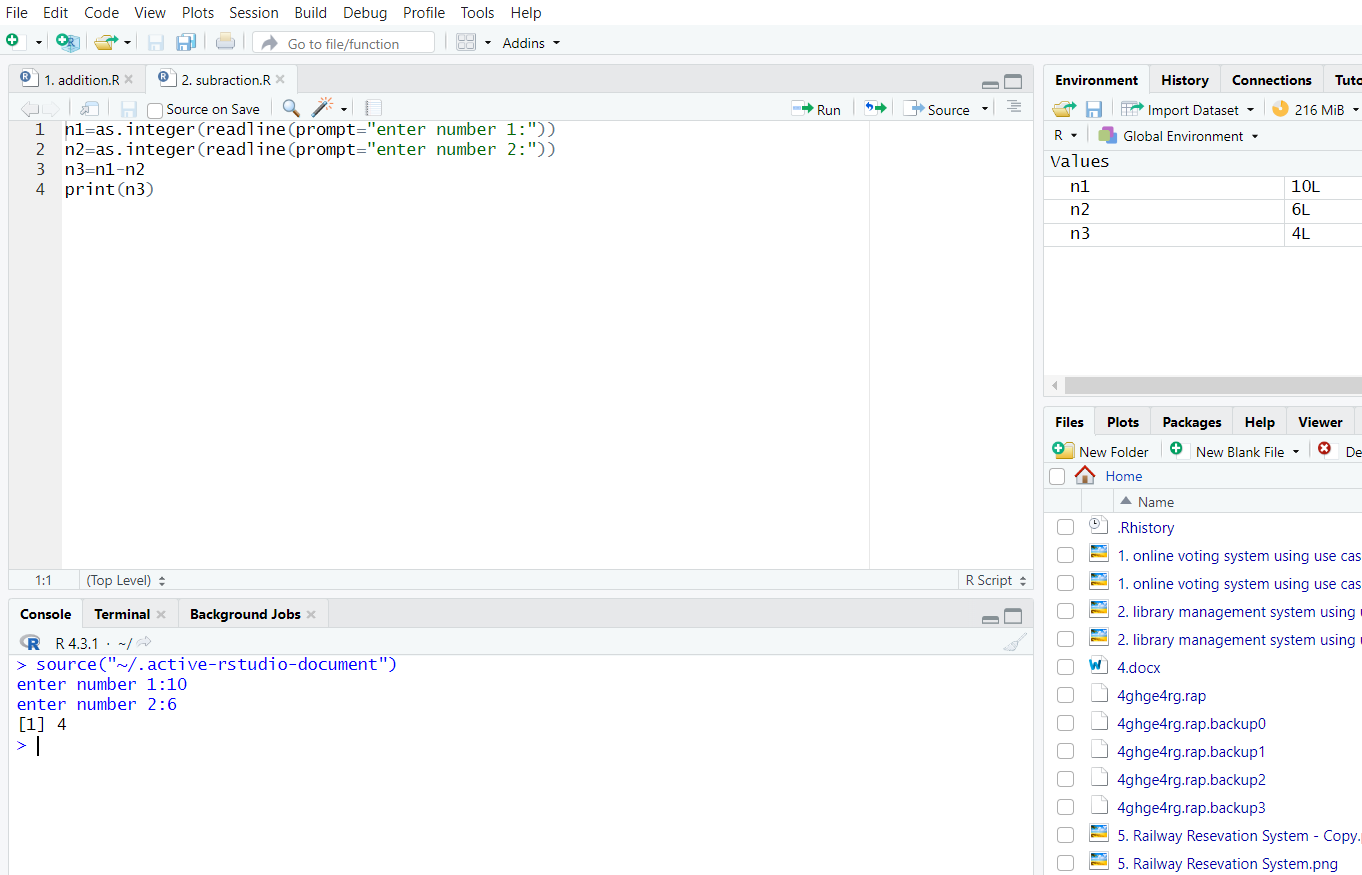 File Edit Code View Plots Session Build Debug Profile Tools Help
Go to file/function Addins
1. addition.R 2. subraction.R
Source on Save Run Source
1 n1=as.integer(readline(prompt="enter number 1:"))
2 n2=as.integer(readline(prompt="enter number 2:"))
3 n3=n1-n2
4 print(n3)
1:1 (Top Level) R Script
Console Terminal Background Jobs
R 4.3.1 · ~/
> source("~/.active-rstudio-document")
enter number 1:10
enter number 2:6
[1] 4
>
Environment History Connections Tuto
Import Dataset 216 MiB
R Global Environment
Values
n1 10L
n2 6L
n3 4L
Files Plots Packages Help Viewer
New Folder New Blank File De
Home
Name
.Rhistory
1. online voting system using use cas
1. online voting system using use cas
2. library management system using u
2. library management system using u
4.docx
4ghge4rg.rap
4ghge4rg.rap.backup0
4ghge4rg.rap.backup1
4ghge4rg.rap.backup2
4ghge4rg.rap.backup3
5. Railway Resevation System - Copy.p
5. Railway Resevation System.png